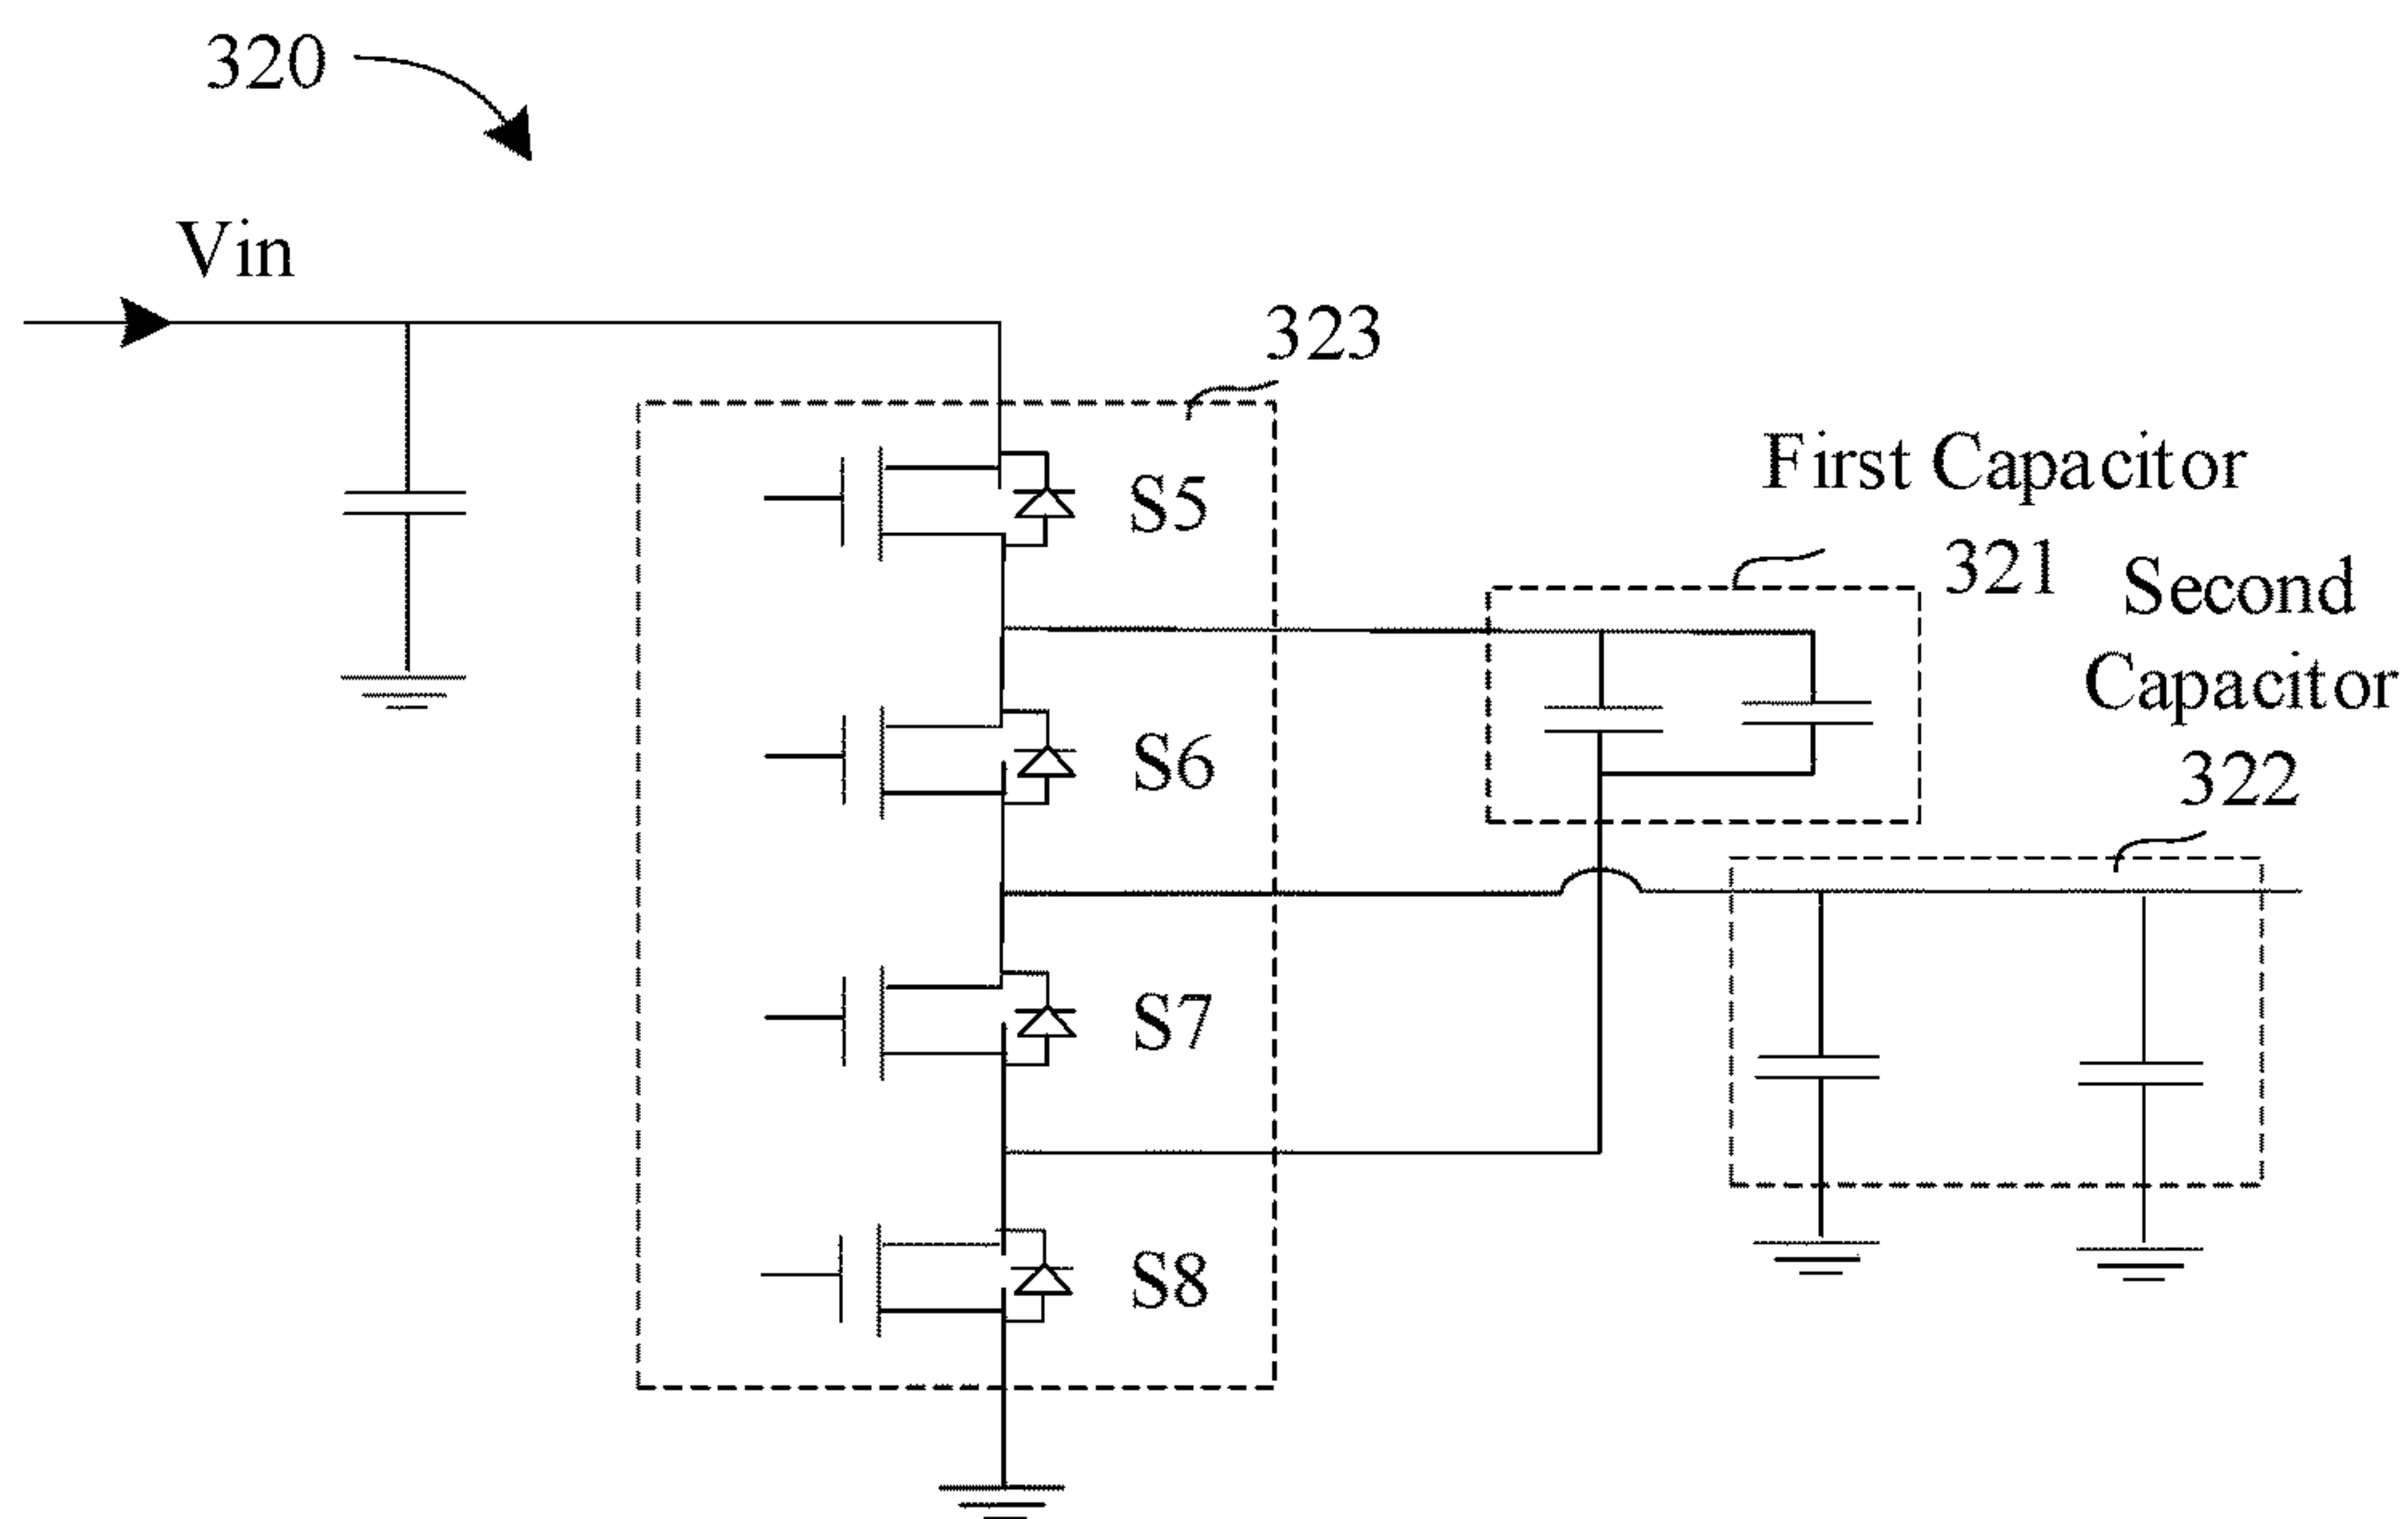 320
Vin
323
S5
First Capacitor
321
Second
Capacitor
322
S6
S7
S8